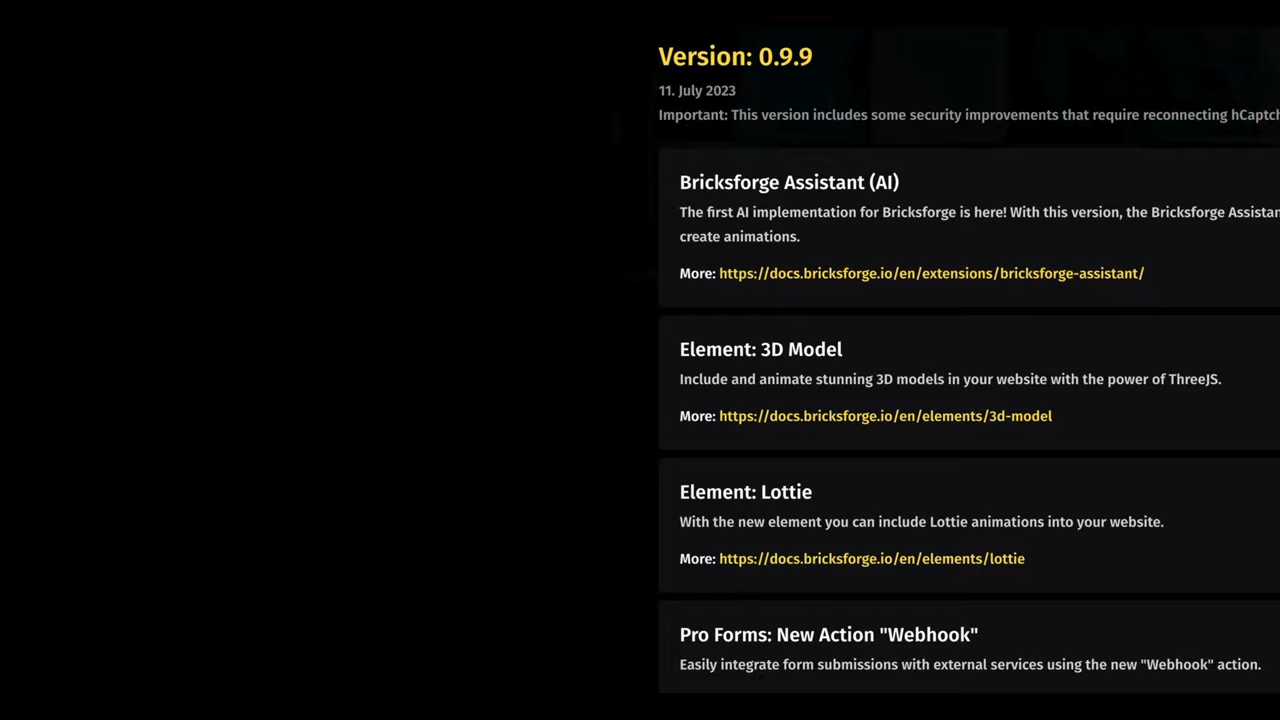 Version: 0.9.9
11. July 2023
Important: This version includes some security improvements that require reconnecting
Bricksforge Assistant (AI)
The first AI implementation for Bricksforge is here! With this version, the Bricksforge
create animations.
More: https://docs.bricksforge.io/en/extensions/bricksforge-assistant/
Element: 3D Model
Include and animate stunning 3D models in your website with the power of ThreeJS.
More: https://docs.bricksforge.io/en/elements/3d-model
Element: Lottie
With the new element you can include Lottie animations into your website.
More: https://docs.bricksforge.io/en/elements/lottie
Pro Forms: New Action "Webhook"
Easily integrate form submissions with external services using the new "Webhook" action.